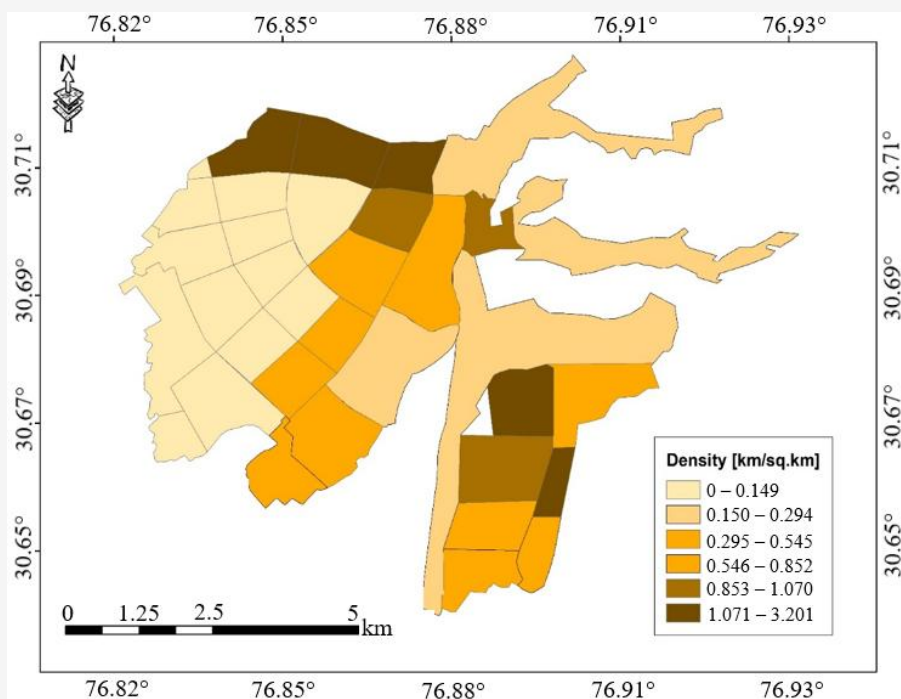 76.82° 76.85° 76.88° 76.91° 76.93°
N
30.71° 30.71°
30.69° 30.69°
30.67° 30.67°
30.65° 30.65°
Density [km/sq.km]
0 – 0.149
0.150 – 0.294
0.295 – 0.545
0.546 – 0.852
0.853 – 1.070
1.071 – 3.201
0 1.25 2.5 5
km
76.82° 76.85° 76.88° 76.91° 76.93°